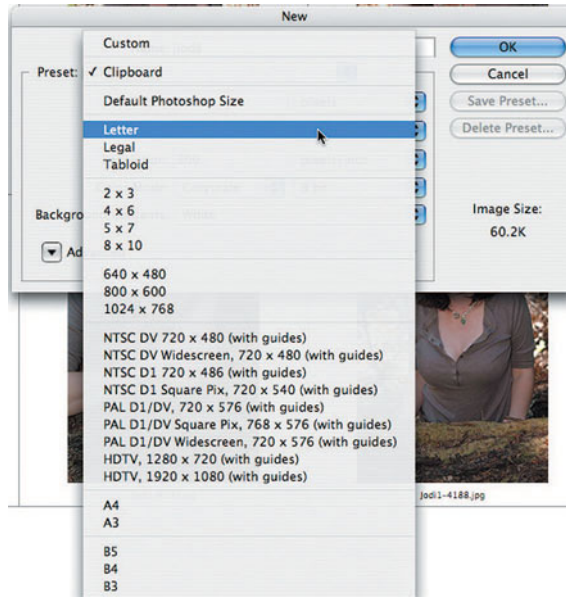 New
Custom
OK
Preset: ✓ Clipboard
Cancel
Default Photoshop Size
Save Preset...
Letter
Delete Preset...
Legal
Tabloid
2 x 3
4 x 6
Image Size:
5 x 7
60.2K
8 x 10
640 x 480
800 x 600
1024 x 768
NTSC DV 720 x 480 (with guides)
NTSC DV Widescreen, 720 x 480 (with guides)
NTSC D1 720 x 486 (with guides)
NTSC D1 Square Pix, 720 x 540 (with guides)
PAL D1/DV, 720 x 576 (with guides)
PAL D1/DV Square Pix, 768 x 576 (with guides)
PAL D1/DV Widescreen, 720 x 576 (with guides)
HDTV, 1280 x 720 (with guides)
HDTV, 1920 x 1080 (with guides)
Jodi1-4188.jpg
A4
A3
B5
B4
B3